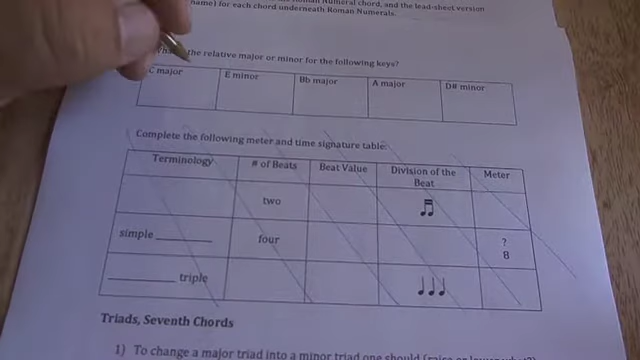 Roman Numeral chord, and the lead-sheet version
name) for each chord underneath Roman Numerals.
the relative major or minor for the following keys?
C major E minor Bb major A major D# minor
Complete the following meter and time signature table:
Terminology # of Beats Beat Value Division of the Beat Meter
two
simple ________ four ? 8
__________ triple
Triads, Seventh Chords
1) To change a major triad into a minor triad one should